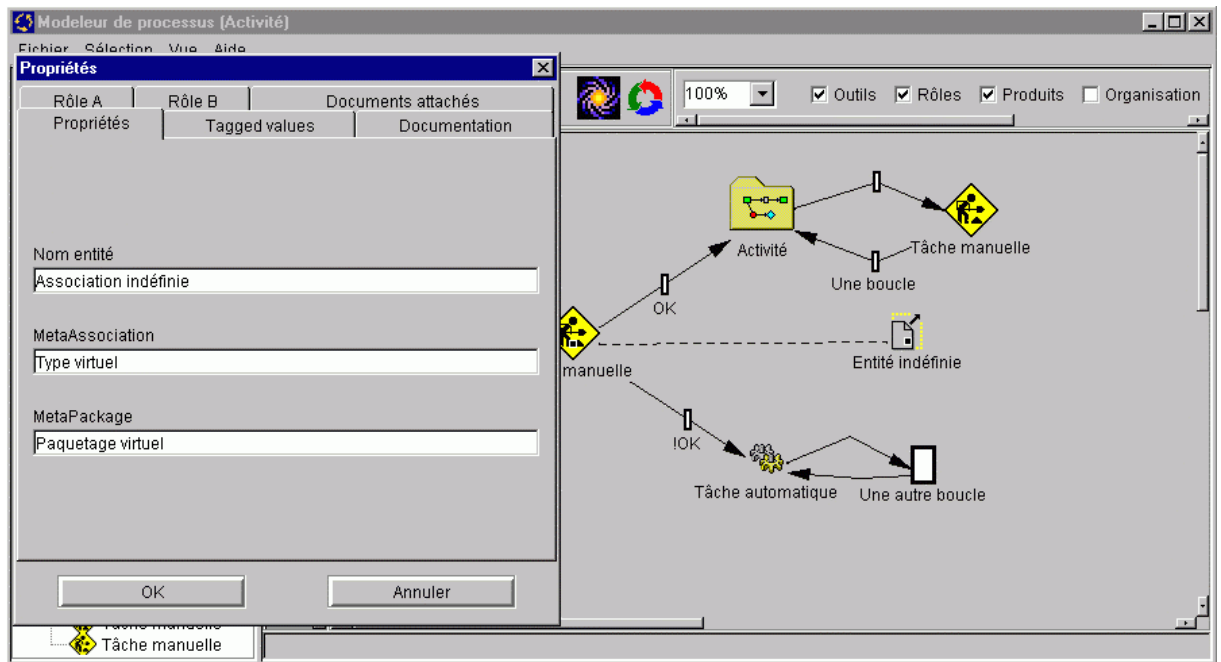 Modeleur de processus (Activité)
Fichier Sélection Vue Aide
Propriétés
Rôle A Rôle B Documents attachés
Propriétés Tagged values Documentation
100% Outils Rôles Produits Organisation
Nom entité
Association indéfinie
MetaAssociation
Type virtuel
MetaPackage
Paquetage virtuel
OK Annuler
Activité
Tâche manuelle
Une boucle
OK
manuelle
Entité indéfinie
!OK
Tâche automatique
Une autre boucle
Tâche manuelle
Tâche manuelle